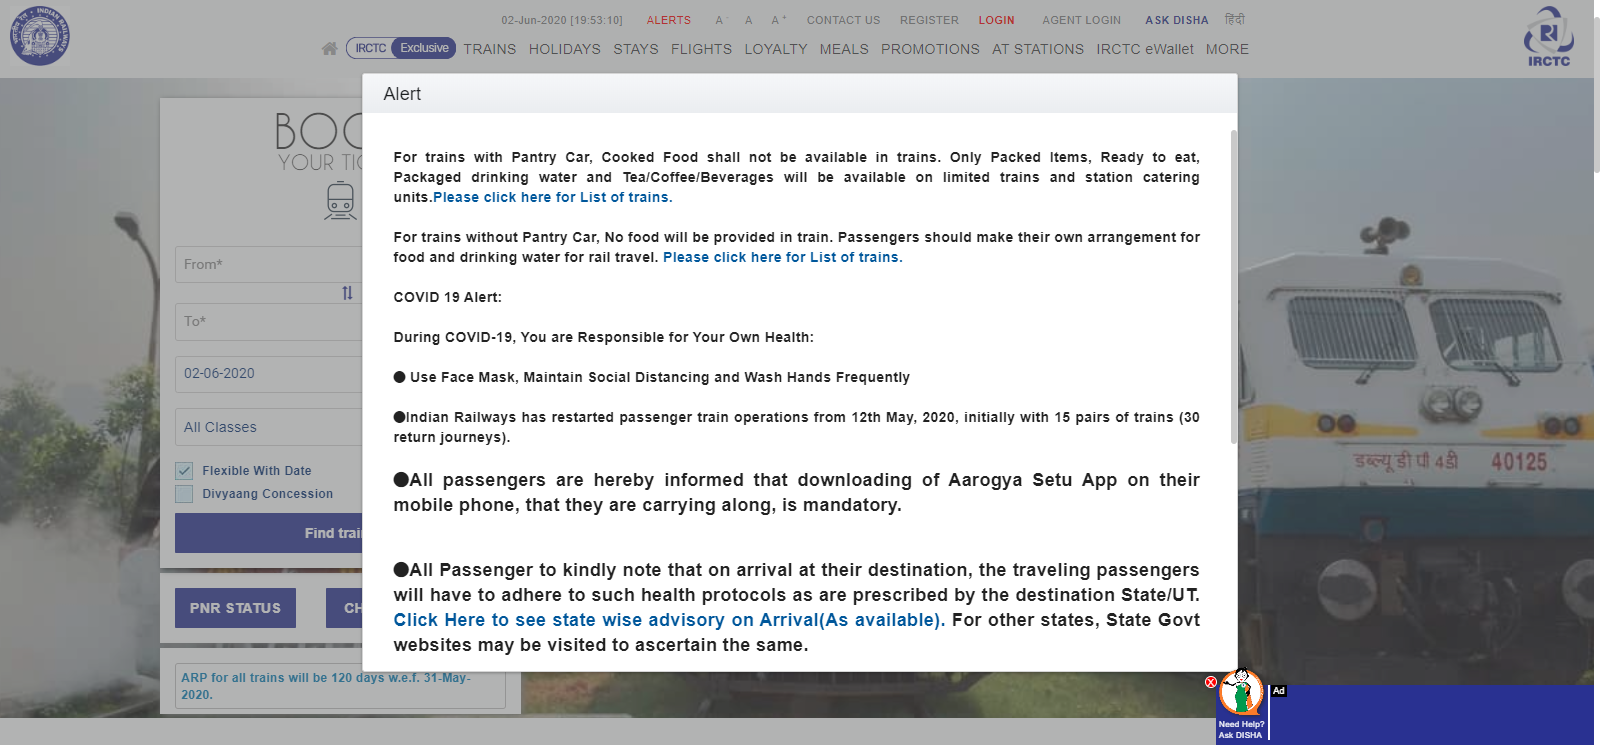 02-Jun-2020 [19:53:10] ALERTS A- A A+ CONTACT US REGISTER LOGIN AGENT LOGIN ASK DISHA हिंदी
IRCTC Exclusive TRAINS HOLIDAYS STAYS FLIGHTS LOYALTY MEALS PROMOTIONS AT STATIONS IRCTC eWallet MORE
INDIAN RAILWAYS
IRCTC
Alert
For trains with Pantry Car, Cooked Food shall not be available in trains. Only Packed Items, Ready to eat,
Packaged drinking water and Tea/Coffee/Beverages will be available on limited trains and station catering
units.Please click here for List of trains.
For trains without Pantry Car, No food will be provided in train. Passengers should make their own arrangement for
food and drinking water for rail travel. Please click here for List of trains.
COVID 19 Alert:
During COVID-19, You are Responsible for Your Own Health:
● Use Face Mask, Maintain Social Distancing and Wash Hands Frequently
●Indian Railways has restarted passenger train operations from 12th May, 2020, initially with 15 pairs of trains (30
return journeys).
●All passengers are hereby informed that downloading of Aarogya Setu App on their
mobile phone, that they are carrying along, is mandatory.
●All Passenger to kindly note that on arrival at their destination, the traveling passengers
will have to adhere to such health protocols as are prescribed by the destination State/UT.
Click Here to see state wise advisory on Arrival(As available). For other states, State Govt
websites may be visited to ascertain the same.
BOO
YOUR TIC
From*
To*
02-06-2020
All Classes
Flexible With Date
Divyaang Concession
Find trai
PNR STATUS
CH
ARP for all trains will be 120 days w.e.f. 31-May-
2020.
डब्ल्यू डी पी 4डी 40125
Ad
Need Help?
Ask DISHA